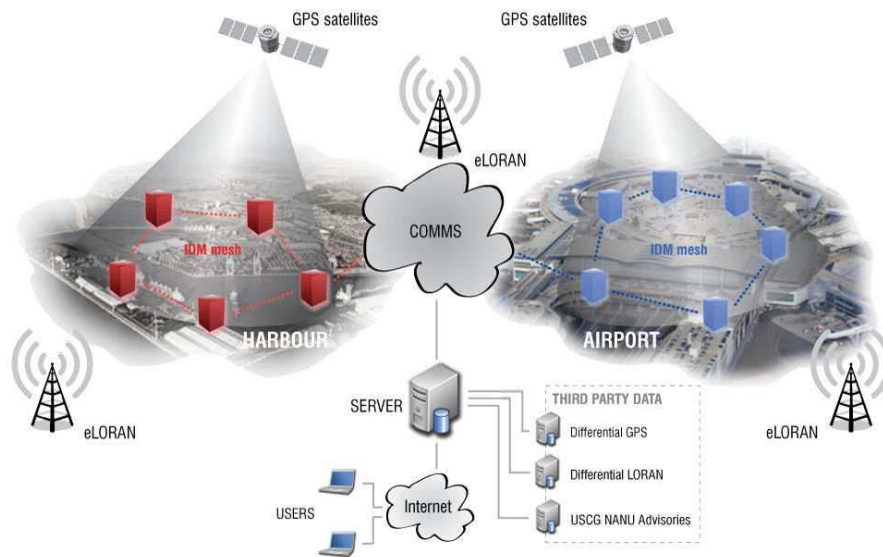 GPS satellites
GPS satellites
eLORAN
COMMS
IDM mesh
IDM mesh
HARBOUR
AIRPORT
eLORAN
eLORAN
SERVER
THIRD PARTY DATA
Differential GPS
Differential LORAN
USCG NANU Advisories
USERS
Internet